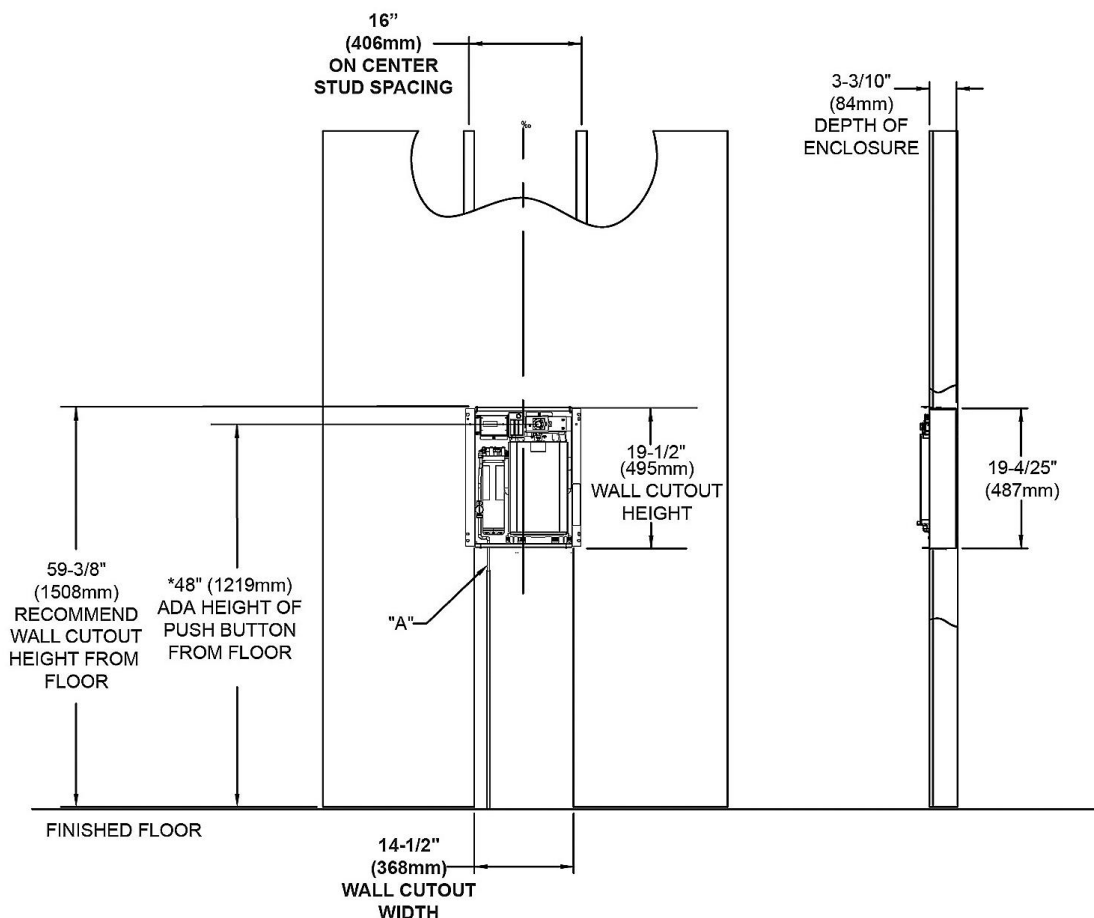 16”
(406mm)
ON CENTER
STUD SPACING
3-3/10"
(84mm)
DEPTH OF
ENCLOSURE
19-1/2"
(495mm)
WALL CUTOUT
HEIGHT
19-4/25"
(487mm)
59-3/8"
(1508mm)
RECOMMEND
WALL CUTOUT
HEIGHT FROM
FLOOR
*48" (1219mm)
ADA HEIGHT OF
PUSH BUTTON
FROM FLOOR
"A"
FINISHED FLOOR
14-1/2"
(368mm)
WALL CUTOUT
WIDTH